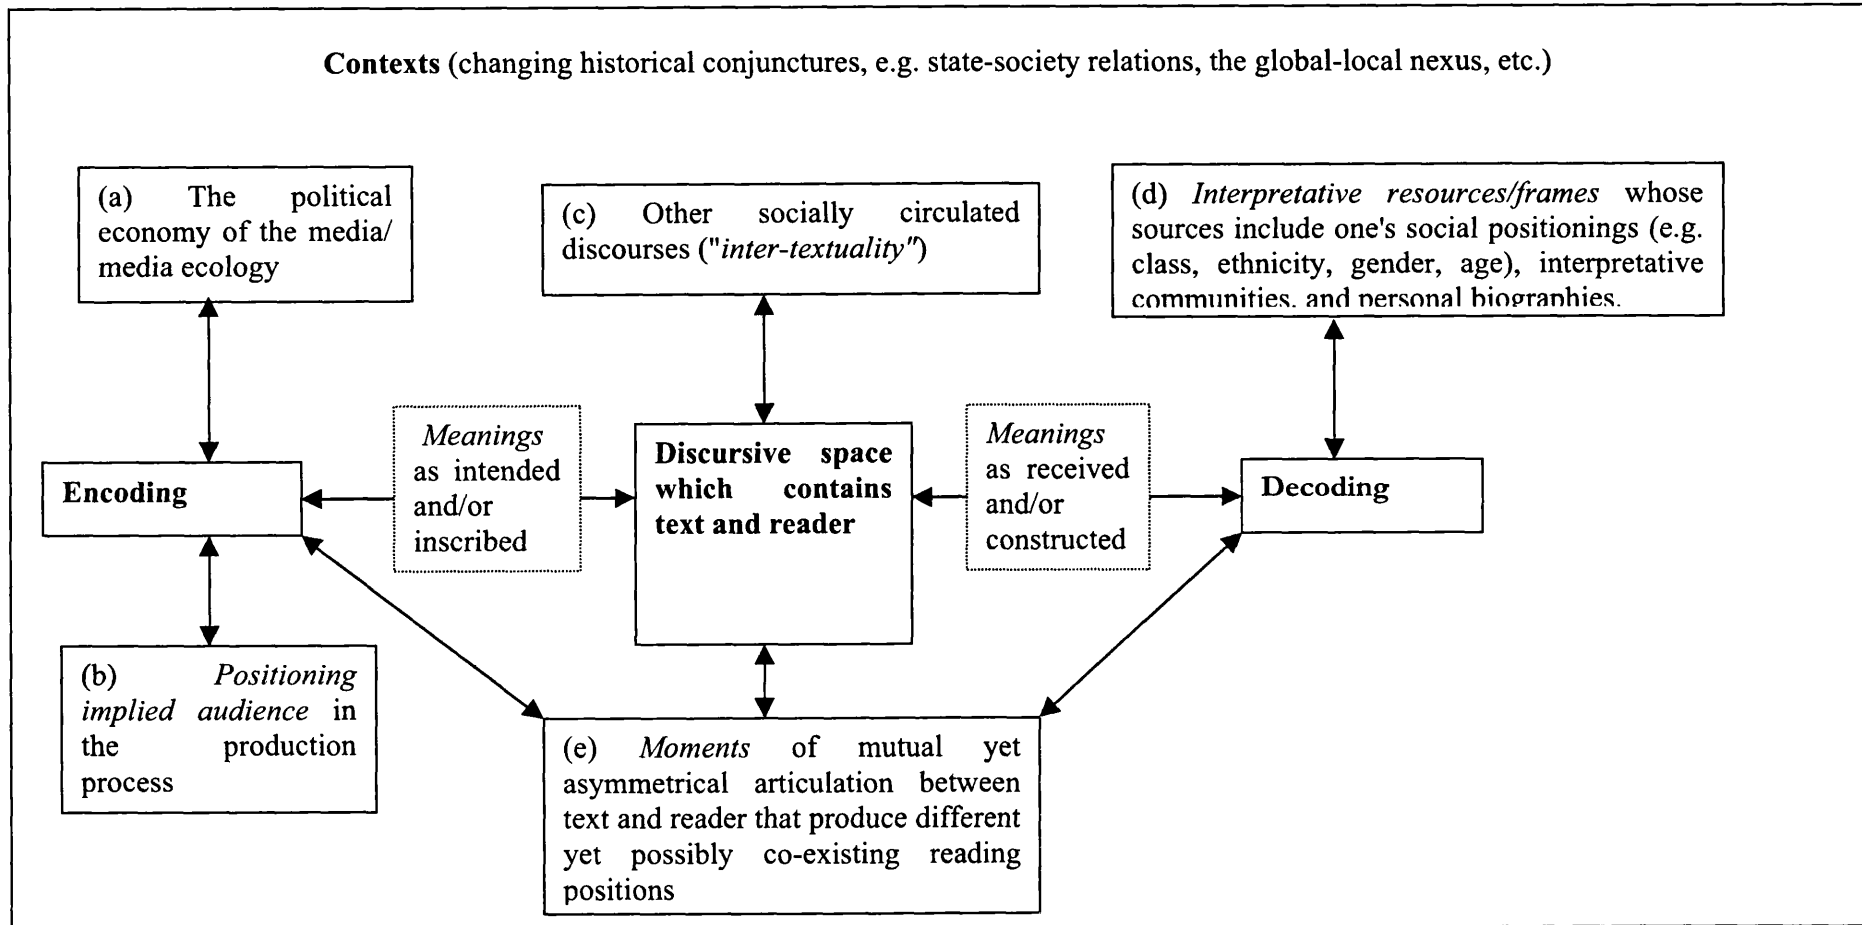 Contexts (changing historical conjunctures, e.g. state-society relations, the global-local nexus, etc.)
(a) The political
economy of the media/
media ecology
(c) Other socially circulated
discourses ("inter-textuality")
(d) Interpretative resources/frames whose
sources include one's social positionings (e.g.
class, ethnicity, gender, age), interpretative
communities, and personal biographies.
Encoding
Meanings
as intended
and/or
inscribed
Discursive space
which contains
text and reader
Meanings
as received
and/or
constructed
Decoding
(b) Positioning
implied audience in
the production
process
(e) Moments of mutual yet
asymmetrical articulation between
text and reader that produce different
yet possibly co-existing reading
positions